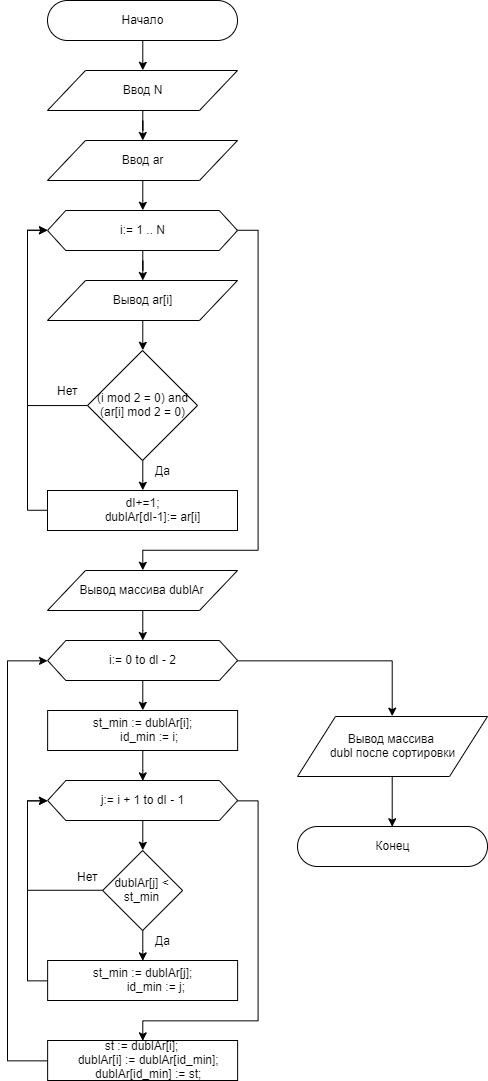 Начало
Ввод N
Ввод ar
i:= 1 .. N
Вывод ar[i]
Нет
(i mod 2 = 0) and
(ar[i] mod 2 = 0)
Да
dl+=1;
dublAr[dl-1]:= ar[i]
Вывод массива dublAr
i:= 0 to dl - 2
st_min := dublAr[i];
id_min := i;
Вывод массива
dubl после сортировки
j:= i + 1 to dl - 1
Конец
Нет
dublAr[j] <
st_min
Да
st_min := dublAr[j];
id_min := j;
st := dublAr[i];
dublAr[i] := dublAr[id_min];
dublAr[id_min] := st;